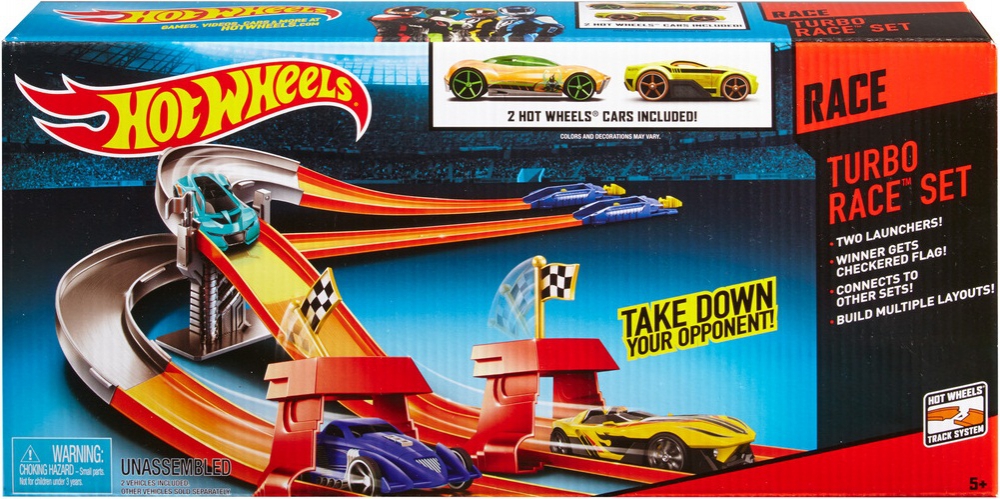 HOT WHEELS
GAMES, VIDEOS, CARS & MORE AT
HOTWHEELS.COM
2 HOT WHEELS CARS INCLUDED!
RACE
TURBO
RACE SET
HOT WHEELS®
2 HOT WHEELS® CARS INCLUDED!
COLORS AND DECORATIONS MAY VARY.
RACE
TURBO
RACE™ SET
• TWO LAUNCHERS!
• WINNER GETS
CHECKERED FLAG!
• CONNECTS TO
OTHER SETS!
• BUILD MULTIPLE LAYOUTS!
TAKE DOWN
YOUR OPPONENT!
HOT WHEELS®
TRACK SYSTEM
⚠ WARNING:
CHOKING HAZARD – Small parts.
Not for children under 3 years.
UNASSEMBLED
2 VEHICLES INCLUDED.
OTHER VEHICLES SOLD SEPARATELY.
5+